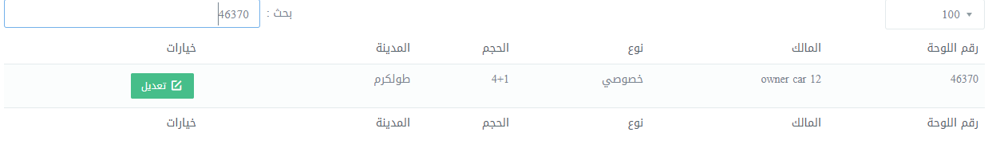 100
بحث : 46370
رقم اللوحة المالك نوع الحجم المدينة خيارات
46370 owner car 12 خصوصي 4+1 طولكرم تعديل
رقم اللوحة المالك نوع الحجم المدينة خيارات